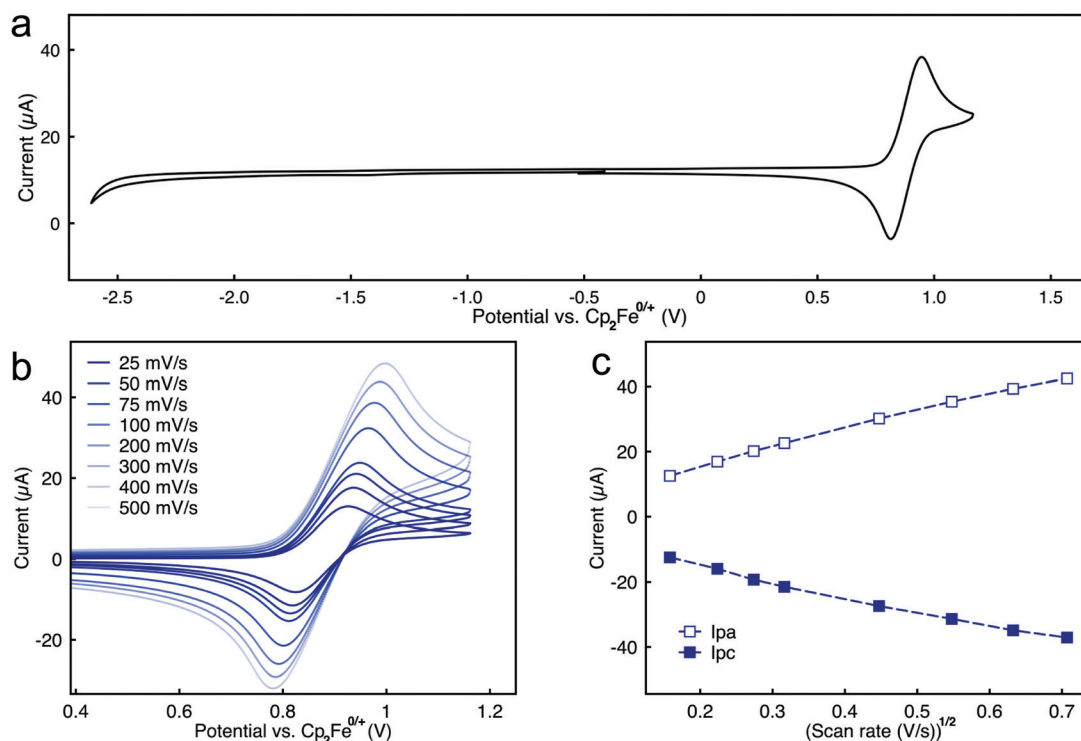 a
40
20
0
Current (µA)
-2.5 -2.0 -1.5 -1.0 -0.5 0 0.5 1.0 1.5
Potential vs. Cp₂Fe⁰/⁺ (V)
b
25 mV/s
50 mV/s
75 mV/s
100 mV/s
200 mV/s
300 mV/s
400 mV/s
500 mV/s
40
20
0
-20
Current (µA)
0.4 0.6 0.8 1 1.2
Potential vs. Cp₂Fe⁰/⁺ (V)
c
40
20
0
-20
-40
Current (µA)
Ipa
Ipc
0.2 0.3 0.4 0.5 0.6 0.7
(Scan rate (V/s))¹/²